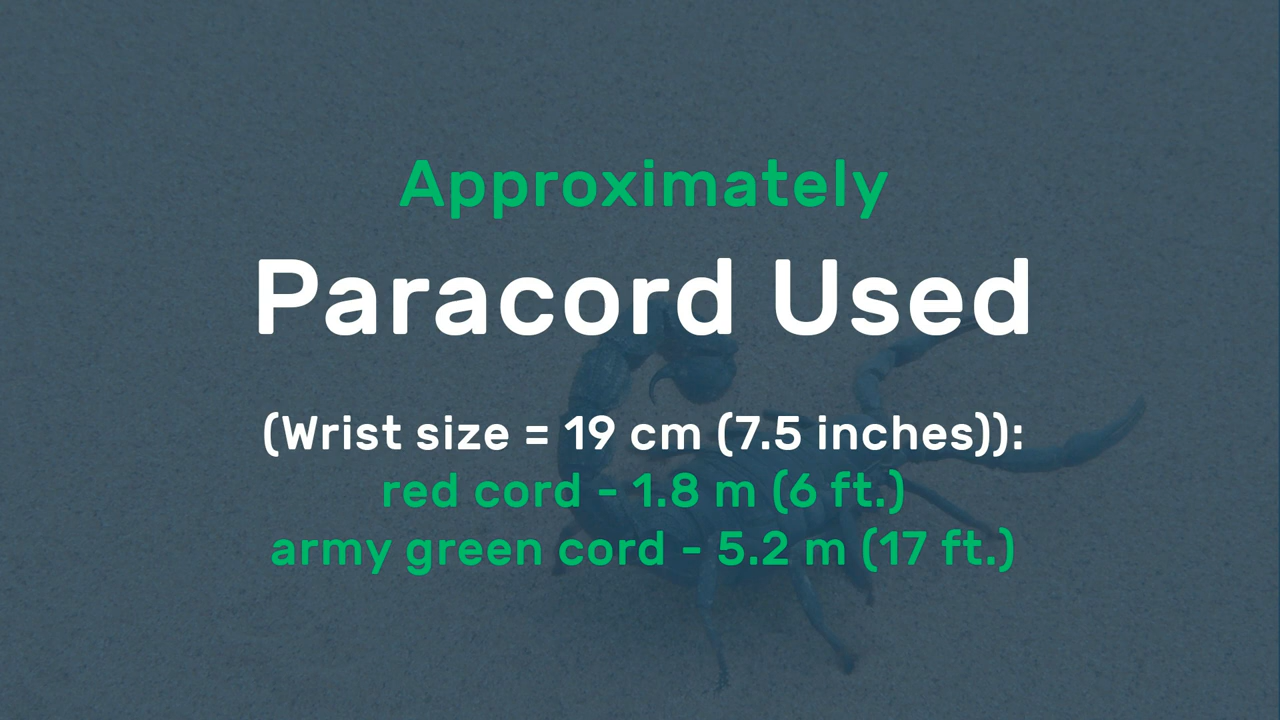 Approximately
Paracord Used
(Wrist size = 19 cm (7.5 inches)):
red cord - 1.8 m (6 ft.)
army green cord - 5.2 m (17 ft.)